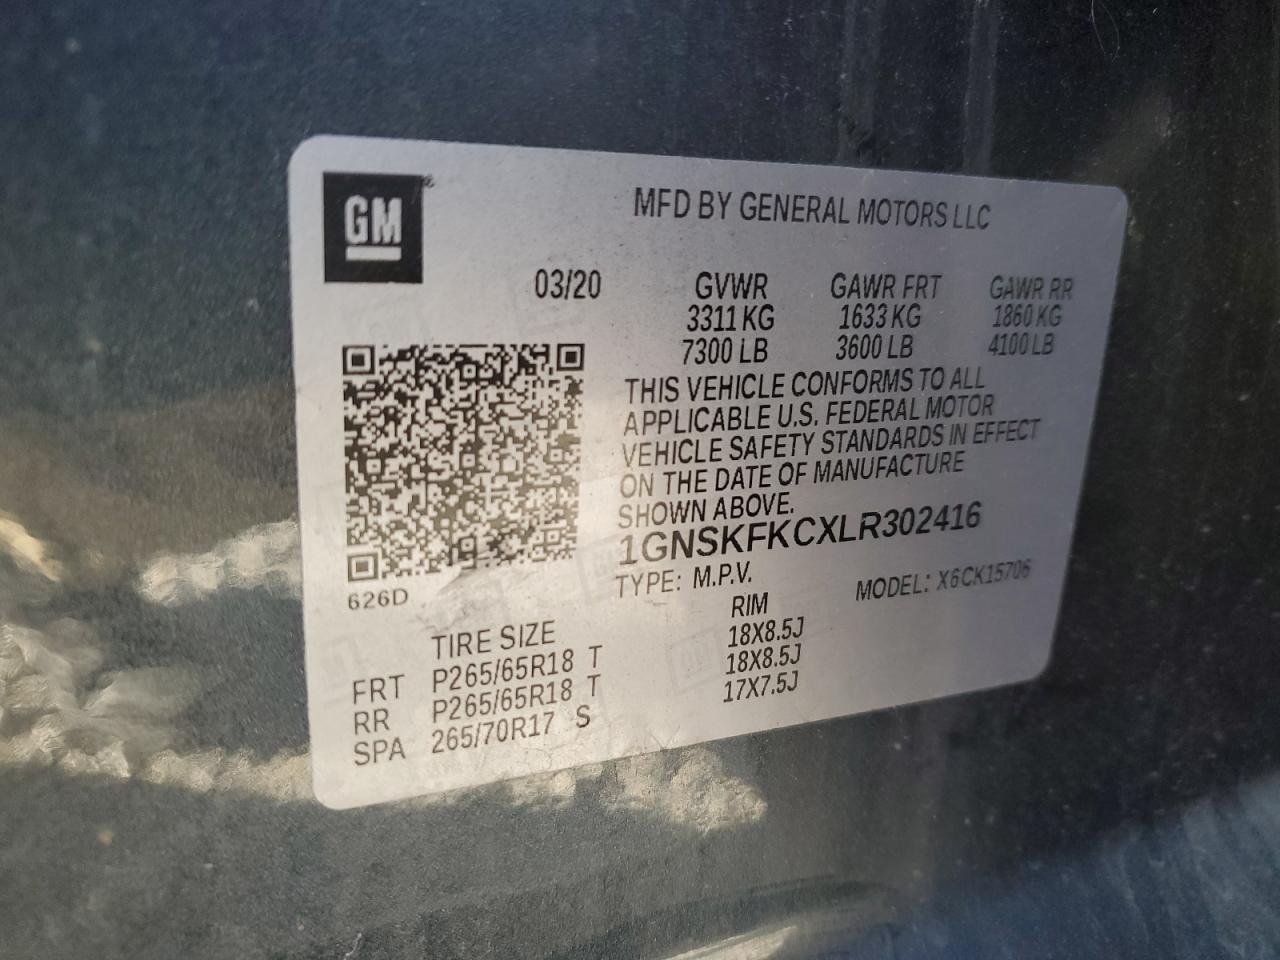 GM
MFD BY GENERAL MOTORS LLC
03/20 GVWR GAWR FRT GAWR RR
3311 KG 1633 KG 1860 KG
7300 LB 3600 LB 4100 LB
THIS VEHICLE CONFORMS TO ALL
APPLICABLE U.S. FEDERAL MOTOR
VEHICLE SAFETY STANDARDS IN EFFECT
ON THE DATE OF MANUFACTURE
SHOWN ABOVE.
1GNSKFKCXLR302416
TYPE: M.P.V. MODEL: X6CK15706
626D
TIRE SIZE RIM
FRT P265/65R18 T 18X8.5J
RR P265/65R18 T 18X8.5J
SPA 265/70R17 S 17X7.5J